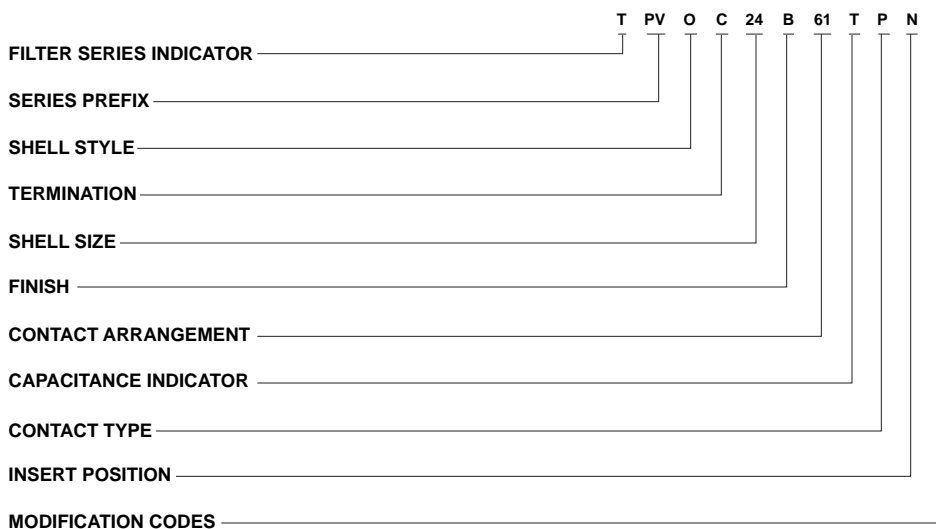 T PV O C 24 B 61 T P N
FILTER SERIES INDICATOR
SERIES PREFIX
SHELL STYLE
TERMINATION
SHELL SIZE
FINISH
CONTACT ARRANGEMENT
CAPACITANCE INDICATOR
CONTACT TYPE
INSERT POSITION
MODIFICATION CODES